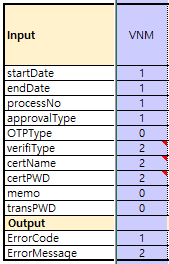 Input VNM
startDate 1
endDate 1
processNo 1
approvalType 1
OTPType 0
verifiType 2
certName 2
certPWD 2
memo 0
transPWD 0
Output
ErrorCode 1
ErrorMessage 2